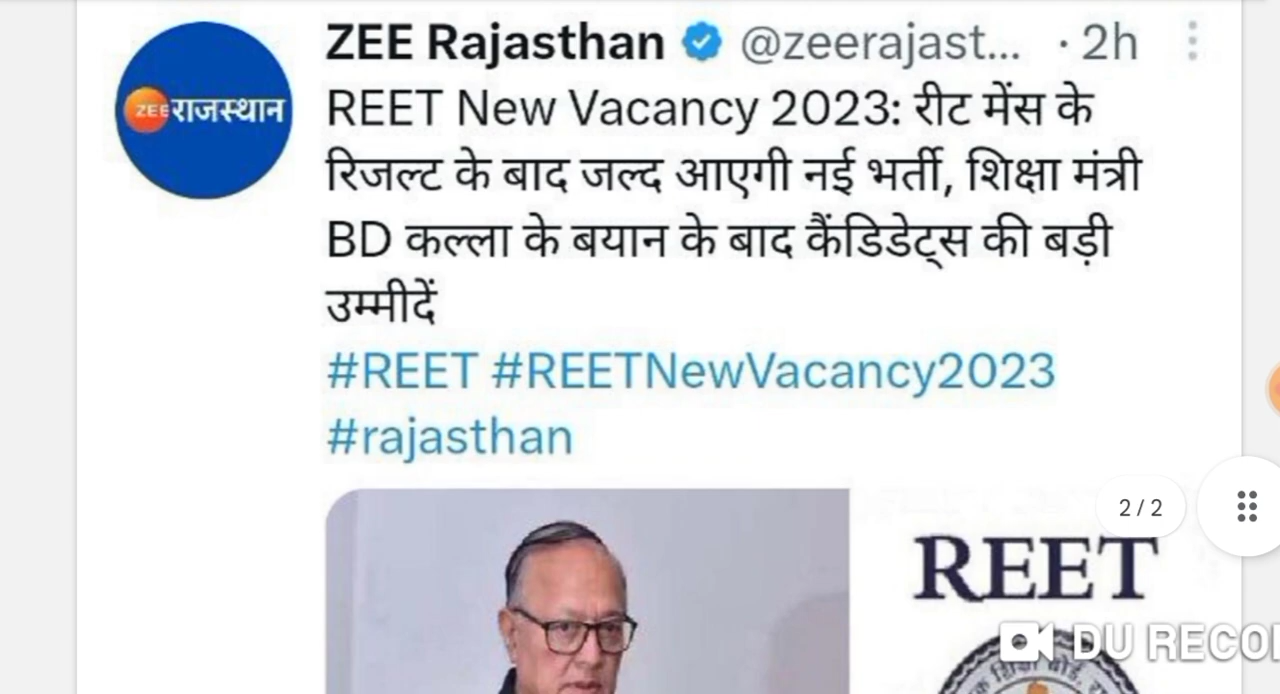 ZEE Rajasthan @zeerajast... · 2h
ZEE राजस्थान
REET New Vacancy 2023: रीट मेंस के
रिजल्ट के बाद जल्द आएगी नई भर्ती, शिक्षा मंत्री
BD कल्ला के बयान के बाद कैंडिडेट्स की बड़ी
उम्मीदें
#REET #REETNewVacancy2023
#rajasthan
2/2
REET
DU RECO